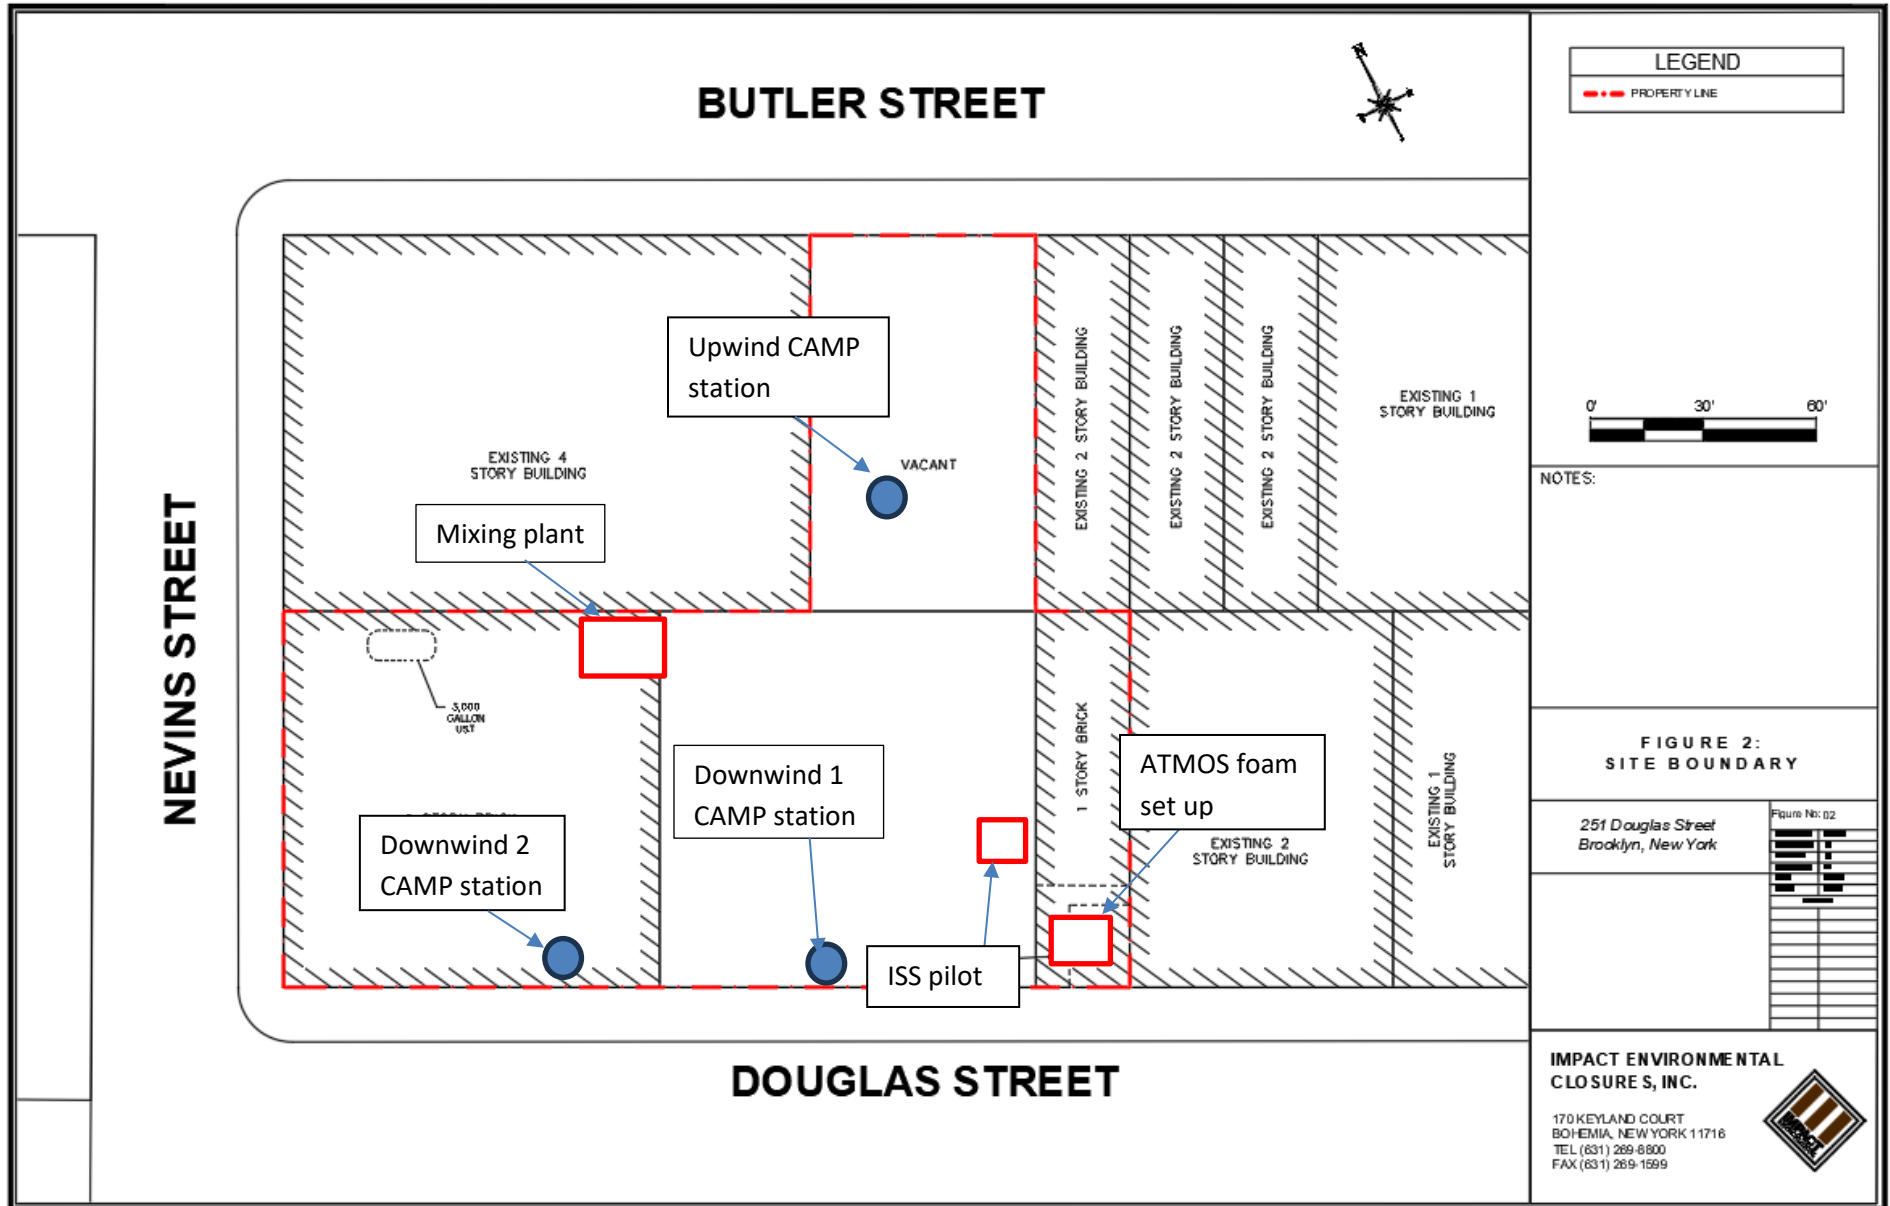 BUTLER STREET
N
LEGEND
PROPERTY LINE
Upwind CAMP
station
VACANT
EXISTING 2 STORY BUILDING
EXISTING 2 STORY BUILDING
EXISTING 2 STORY BUILDING
EXISTING 1
STORY BUILDING
0' 30' 60'
EXISTING 4
STORY BUILDING
NOTES:
Mixing plant
NEVINS STREET
3,000
GALLON
UST
1 STORY BRICK
Downwind 1
CAMP station
ATMOS foam
set up
EXISTING 2
STORY BUILDING
EXISTING 1
STORY BUILDING
Downwind 2
CAMP station
ISS pilot
DOUGLAS STREET
FIGURE 2:
SITE BOUNDARY
251 Douglas Street
Brooklyn, New York
Figure No: 02
IMPACT ENVIRONMENTAL
CLOSURES, INC.
170 KEYLAND COURT
BOHEMIA, NEW YORK 11716
TEL (631) 269-8800
FAX (631) 269-1599
IMPACT